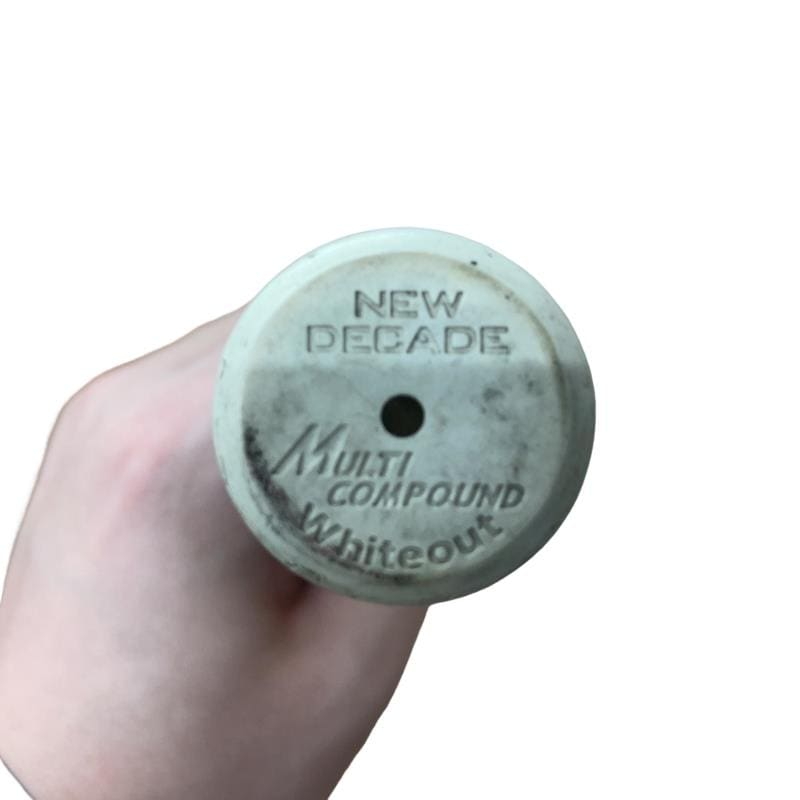 NEW
DECADE
MULTI
COMPOUND
Whiteout